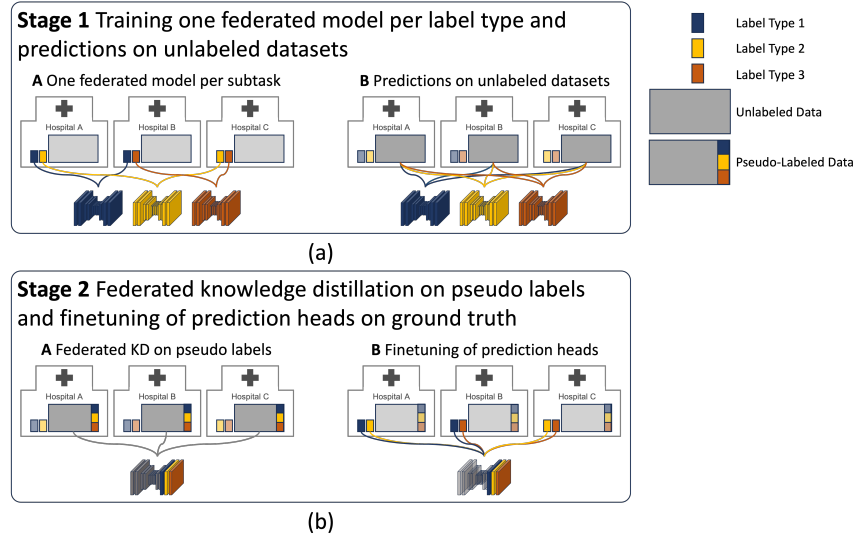 Stage 1 Training one federated model per label type and
predictions on unlabeled datasets
A One federated model per subtask
B Predictions on unlabeled datasets
Hospital A
Hospital B
Hospital C
Hospital A
Hospital B
Hospital C
(a)
Stage 2 Federated knowledge distillation on pseudo labels
and finetuning of prediction heads on ground truth
A Federated KD on pseudo labels
B Finetuning of prediction heads
Hospital A
Hospital B
Hospital C
Hospital A
Hospital B
Hospital C
(b)
Label Type 1
Label Type 2
Label Type 3
Unlabeled Data
Pseudo-Labeled Data